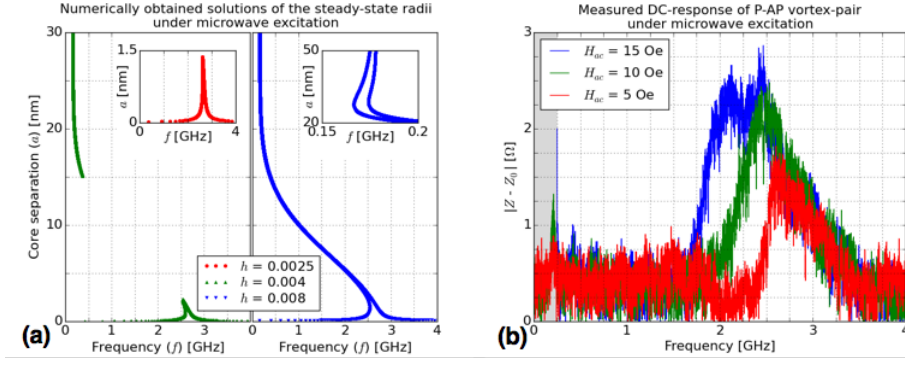 Numerically obtained solutions of the steady-state radii
under microwave excitation
30
20
10
0
Core separation (a) [nm]
1.5
0
a [nm]
0
4
f [GHz]
50
20
a [nm]
0.15
0.2
f [GHz]
h = 0.0025
h = 0.004
h = 0.008
0 1 2 3
0 1 2 3 4
Frequency (f) [GHz]
Frequency (f) [GHz]
(a)
Measured DC-response of P-AP vortex-pair
under microwave excitation
3
2
1
0
|Z - Z0| [Ω]
Hac = 15 Oe
Hac = 10 Oe
Hac = 5 Oe
0 1 2 3 4
Frequency [GHz]
(b)